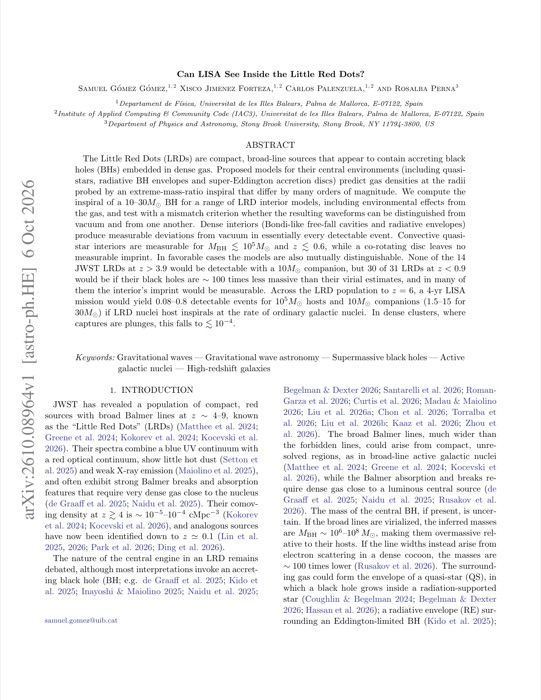 Can LISA See Inside the Little Red Dots?
Samuel Gómez Gómez,1,2 Xisco Jimenez Forteza,1,2 Carlos Palenzuela,1,2 and Rosalba Perna3
1Departament de Física, Universitat de les Illes Balears, Palma de Mallorca, E-07122, Spain
2Institute of Applied Computing & Community Code (IAC3), Universitat de les Illes Balears, Palma de Mallorca, E-07122, Spain
3Department of Physics and Astronomy, Stony Brook University, Stony Brook, NY 11794-3800, US
ABSTRACT
The Little Red Dots (LRDs) are compact, broad-line sources that appear to contain accreting black
holes (BHs) embedded in dense gas. Proposed models for their central environments (including quasi-
stars, radiative BH envelopes and super-Eddington accretion discs) predict gas densities at the radii
probed by an extreme-mass-ratio inspiral that differ by many orders of magnitude. We compute the
inspiral of a 10–30M⊙ BH for a range of LRD interior models, including environmental effects from
the gas, and test with a mismatch criterion whether the resulting waveforms can be distinguished from
vacuum and from one another. Dense interiors (Bondi-like free-fall cavities and radiative envelopes)
produce measurable deviations from vacuum in essentially every detectable event. Convective quasi-
star interiors are measurable for MBH ≲ 10^5M⊙ and z ≲ 0.6, while a co-rotating disc leaves no
measurable imprint. In favorable cases the models are also mutually distinguishable. None of the 14
JWST LRDs at z > 3.9 would be detectable with a 10M⊙ companion, but 30 of 31 LRDs at z < 0.9
would be if their black holes are ~ 100 times less massive than their virial estimates, and in many of
them the interior's imprint would be measurable. Across the LRD population to z = 6, a 4-yr LISA
mission would yield 0.08–0.8 detectable events for 10^5M⊙ hosts and 10M⊙ companions (1.5–15 for
30M⊙) if LRD nuclei host inspirals at the rate of ordinary galactic nuclei. In dense clusters, where
captures are plunges, this falls to ≲ 10^−4.
Keywords: Gravitational waves — Gravitational wave astronomy — Supermassive black holes — Active
galactic nuclei — High-redshift galaxies
1. INTRODUCTION
JWST has revealed a population of compact, red
sources with broad Balmer lines at z ~ 4–9, known
as the "Little Red Dots" (LRDs) (Matthee et al. 2024;
Greene et al. 2024; Kokorev et al. 2024; Kocevski et al.
2026). Their spectra combine a blue UV continuum with
a red optical continuum, show little hot dust (Setton et
al. 2025) and weak X-ray emission (Maiolino et al. 2025),
and often exhibit strong Balmer breaks and absorption
features that require very dense gas close to the nucleus
(de Graaff et al. 2025; Naidu et al. 2025). Their comov-
ing density at z ≳ 4 is ~ 10^−5–10^−4 cMpc^−3 (Kokorev
et al. 2024; Kocevski et al. 2026), and analogous sources
have now been identified down to z ≃ 0.1 (Lin et al.
2025, 2026; Park et al. 2026; Ding et al. 2026).
The nature of the central engine in an LRD remains
debated, although most interpretations invoke an accret-
ing black hole (BH; e.g. de Graaff et al. 2025; Kido et
al. 2025; Inayoshi & Maiolino 2025; Naidu et al. 2025;
samuel.gomez@uib.cat
Begelman & Dexter 2026; Santarelli et al. 2026; Roman-
Garza et al. 2026; Curtis et al. 2026; Madau & Maiolino
2026; Liu et al. 2026a; Chon et al. 2026; Torralba et
al. 2026; Liu et al. 2026b; Kaaz et al. 2026; Zhou et
al. 2026). The broad Balmer lines, much wider than
the forbidden lines, could arise from compact, unre-
solved regions, as in broad-line active galactic nuclei
(Matthee et al. 2024; Greene et al. 2024; Kocevski et
al. 2026), while the Balmer absorption and breaks re-
quire dense gas close to a luminous central source (de
Graaff et al. 2025; Naidu et al. 2025; Rusakov et al.
2026). The mass of the central BH, if present, is uncer-
tain. If the broad lines are virialized, the inferred masses
are MBH ~ 10^6–10^8 M⊙, making them overmassive rel-
ative to their hosts. If the line widths instead arise from
electron scattering in a dense cocoon, the masses are
~ 100 times lower (Rusakov et al. 2026). The surround-
ing gas could form the envelope of a quasi-star (QS), in
which a black hole grows inside a radiation-supported
star (Coughlin & Begelman 2024; Begelman & Dexter
2026; Hassan et al. 2026); a radiative envelope (RE) sur-
rounding an Eddington-limited BH (Kido et al. 2025);
arXiv:2610.08964v1 [astro-ph.HE] 6 Oct 2026